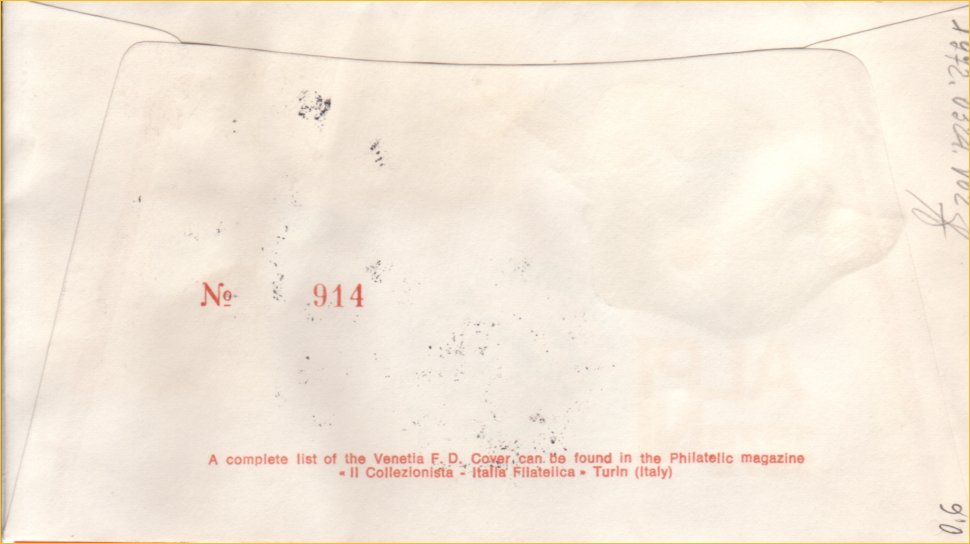 № 914
A complete list of the Venetia F. D. Cover can be found in the Philatelic magazine
« Il Collezionista - Italia Filatelica » Turin (Italy)